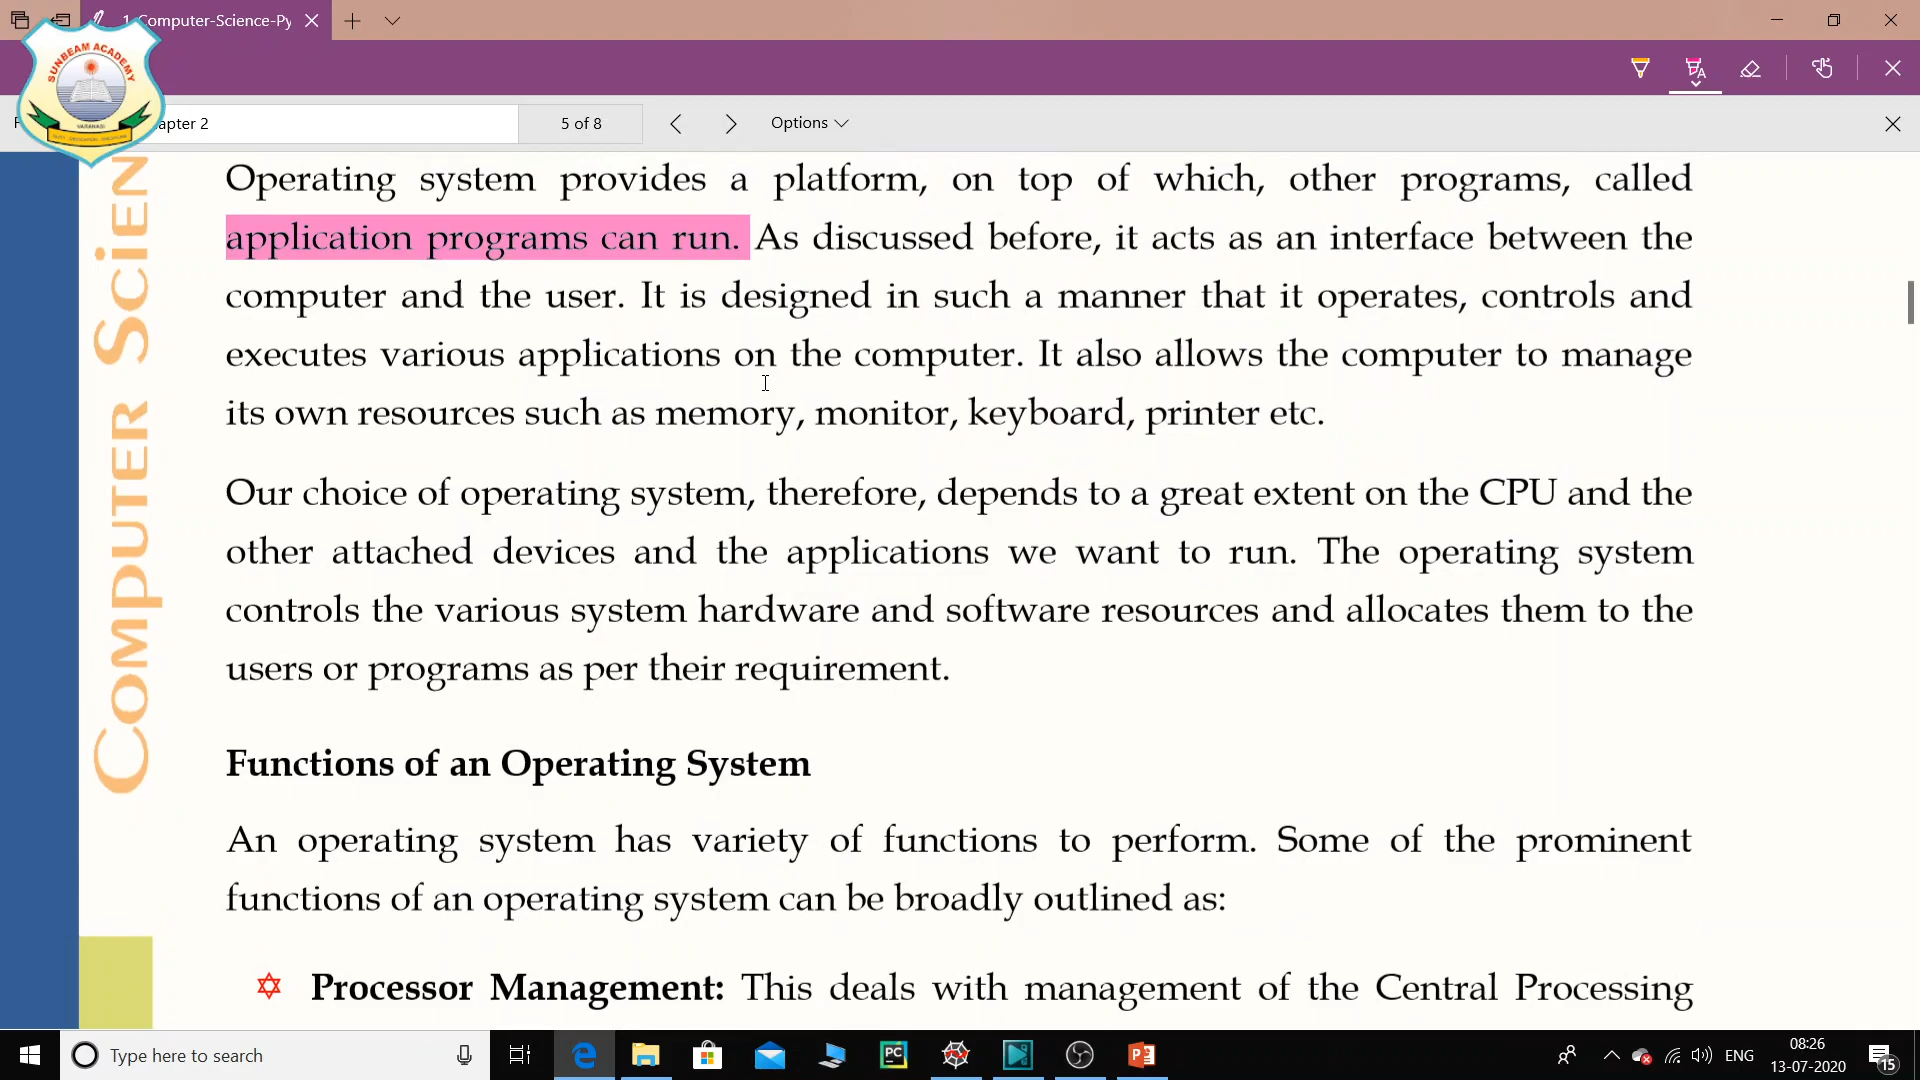 1-Computer-Science-Py
SUNBEAM ACADEMY
VARANASI
apter 2
5 of 8
Options
Operating system provides a platform, on top of which, other programs, called
application programs can run. As discussed before, it acts as an interface between the
computer and the user. It is designed in such a manner that it operates, controls and
executes various applications on the computer. It also allows the computer to manage
its own resources such as memory, monitor, keyboard, printer etc.
Our choice of operating system, therefore, depends to a great extent on the CPU and the
other attached devices and the applications we want to run. The operating system
controls the various system hardware and software resources and allocates them to the
users or programs as per their requirement.
Functions of an Operating System
An operating system has variety of functions to perform. Some of the prominent
functions of an operating system can be broadly outlined as:
Processor Management: This deals with management of the Central Processing
Computer Scien
Type here to search
PC
ENG
08:26
13-07-2020
15